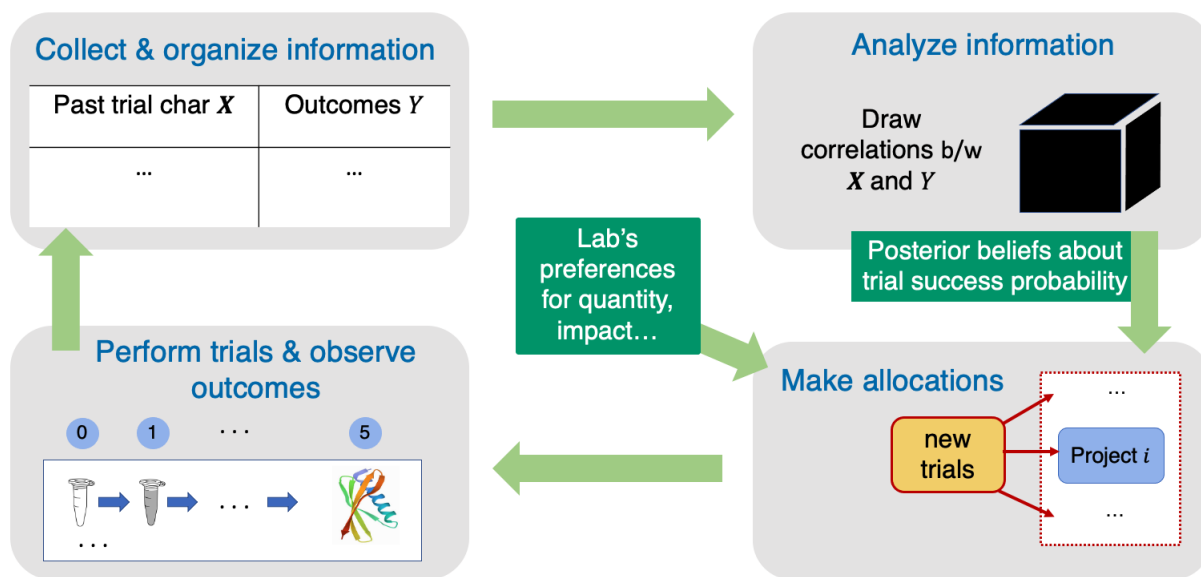 Collect & organize information
Past trial char X
Outcomes Y
...
...
Analyze information
Draw
correlations b/w
X and Y
Posterior beliefs about
trial success probability
Lab's
preferences
for quantity,
impact...
Make allocations
new
trials
...
Project i
...
Perform trials & observe
outcomes
0
1
. . .
5
. . .
. . .